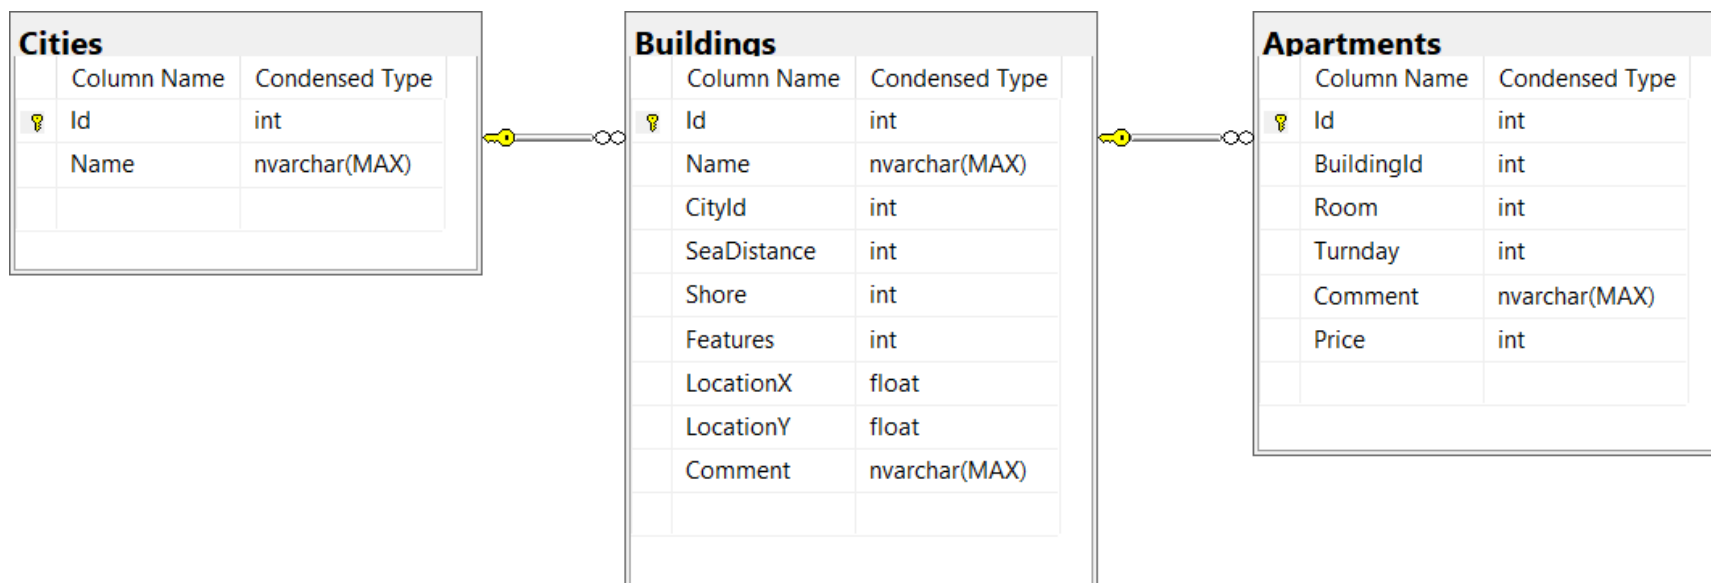 Cities
Column Name Condensed Type
Id int
Name nvarchar(MAX)
Buildings
Column Name Condensed Type
Id int
Name nvarchar(MAX)
CityId int
SeaDistance int
Shore int
Features int
LocationX float
LocationY float
Comment nvarchar(MAX)
Apartments
Column Name Condensed Type
Id int
BuildingId int
Room int
Turnday int
Comment nvarchar(MAX)
Price int